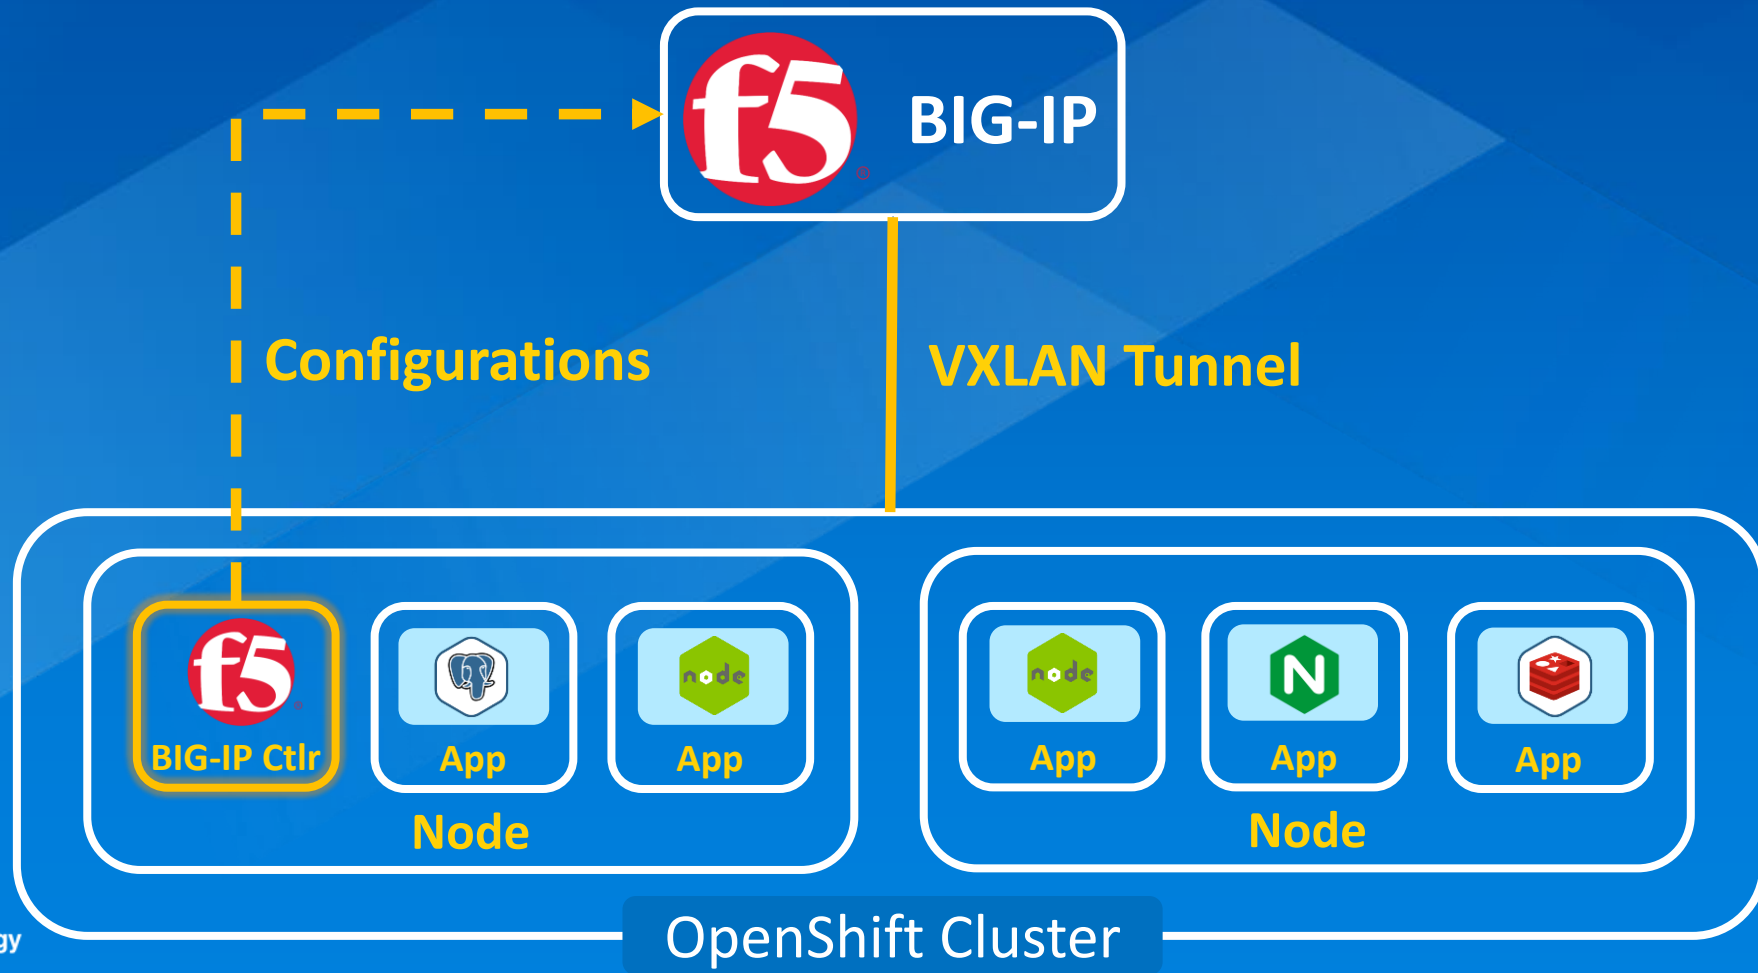 f5
BIG-IP
Configurations
VXLAN Tunnel
f5
BIG-IP Ctlr
App
node
App
node
App
N
App
App
Node
Node
OpenShift Cluster
gy